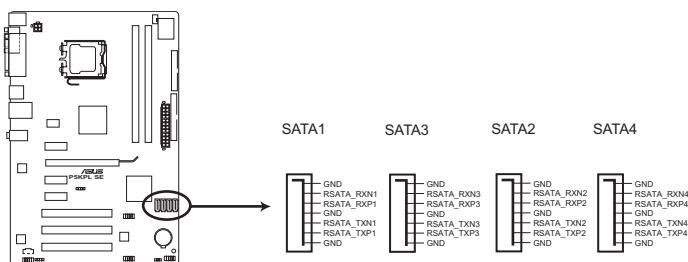 SATA1
SATA3
SATA2
SATA4
ASUS
P5KPL SE
GND
RSATA_RXN1
RSATA_RXP1
GND
RSATA_TXN1
RSATA_TXP1
GND
GND
RSATA_RXN3
RSATA_RXP3
GND
RSATA_TXN3
RSATA_TXP3
GND
GND
RSATA_RXN2
RSATA_RXP2
GND
RSATA_TXN2
RSATA_TXP2
GND
GND
RSATA_RXN4
RSATA_RXP4
GND
RSATA_TXN4
RSATA_TXP4
GND